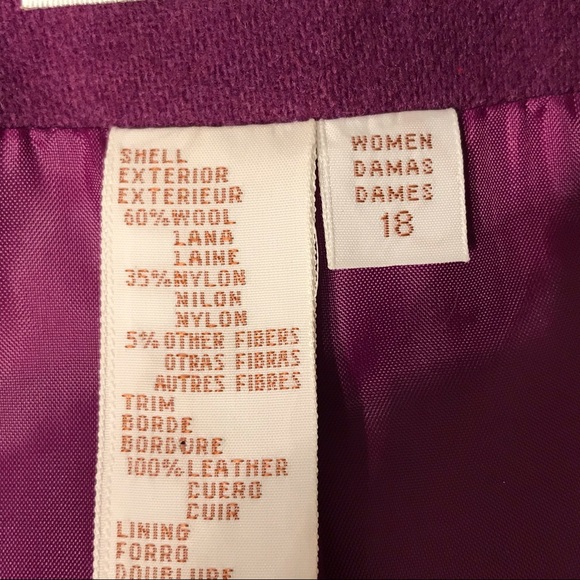 SHELL
EXTERIOR
EXTERIEUR
60% WOOL
LANA
LAINE
35% NYLON
NILON
NYLON
5% OTHER FIBERS
OTRAS FIBRAS
AUTRES FIBRES
TRIM
BORDE
BORDURE
100% LEATHER
CUERO
CUIR
LINING
FORRO
DOUBLURE
WOMEN
DAMAS
DAMES
18